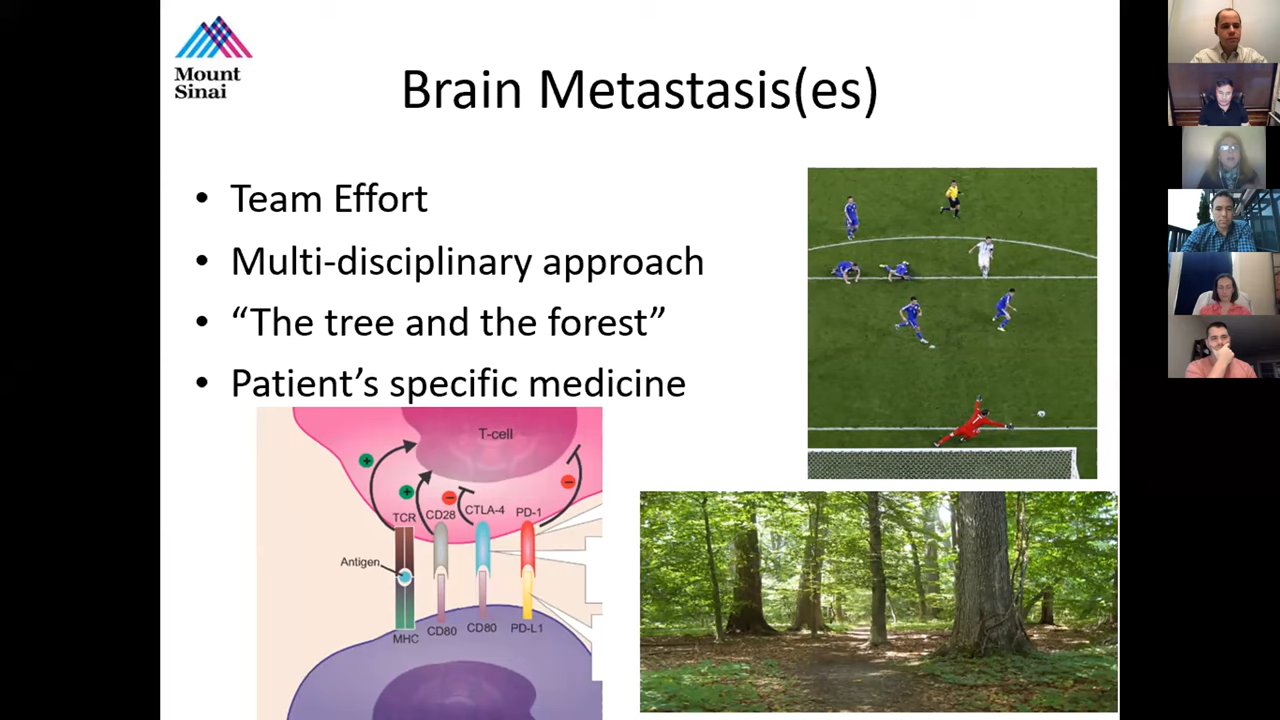 Mount
Sinai
Brain Metastasis(es)
• Team Effort
• Multi-disciplinary approach
• “The tree and the forest”
• Patient’s specific medicine
T-cell
+
+
−
−
TCR
CD28
CTLA-4
PD-1
Antigen
MHC
CD80
CD80
PD-L1